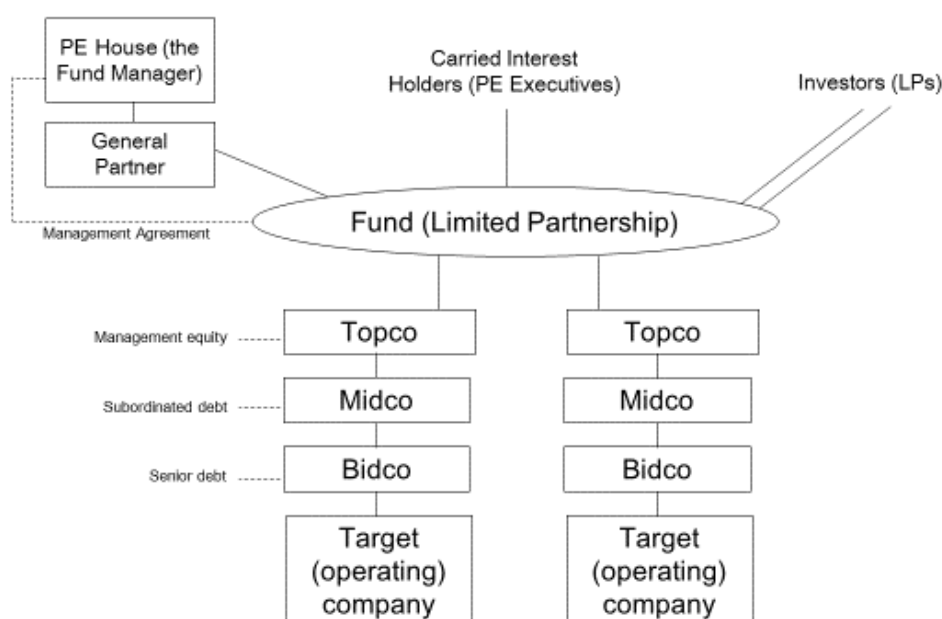 PE House (the
Fund Manager)
Carried Interest
Holders (PE Executives)
Investors (LPs)
General
Partner
Fund (Limited Partnership)
Management Agreement
Management equity
Topco
Topco
Subordinated debt
Midco
Midco
Senior debt
Bidco
Bidco
Target
(operating)
company
Target
(operating)
company